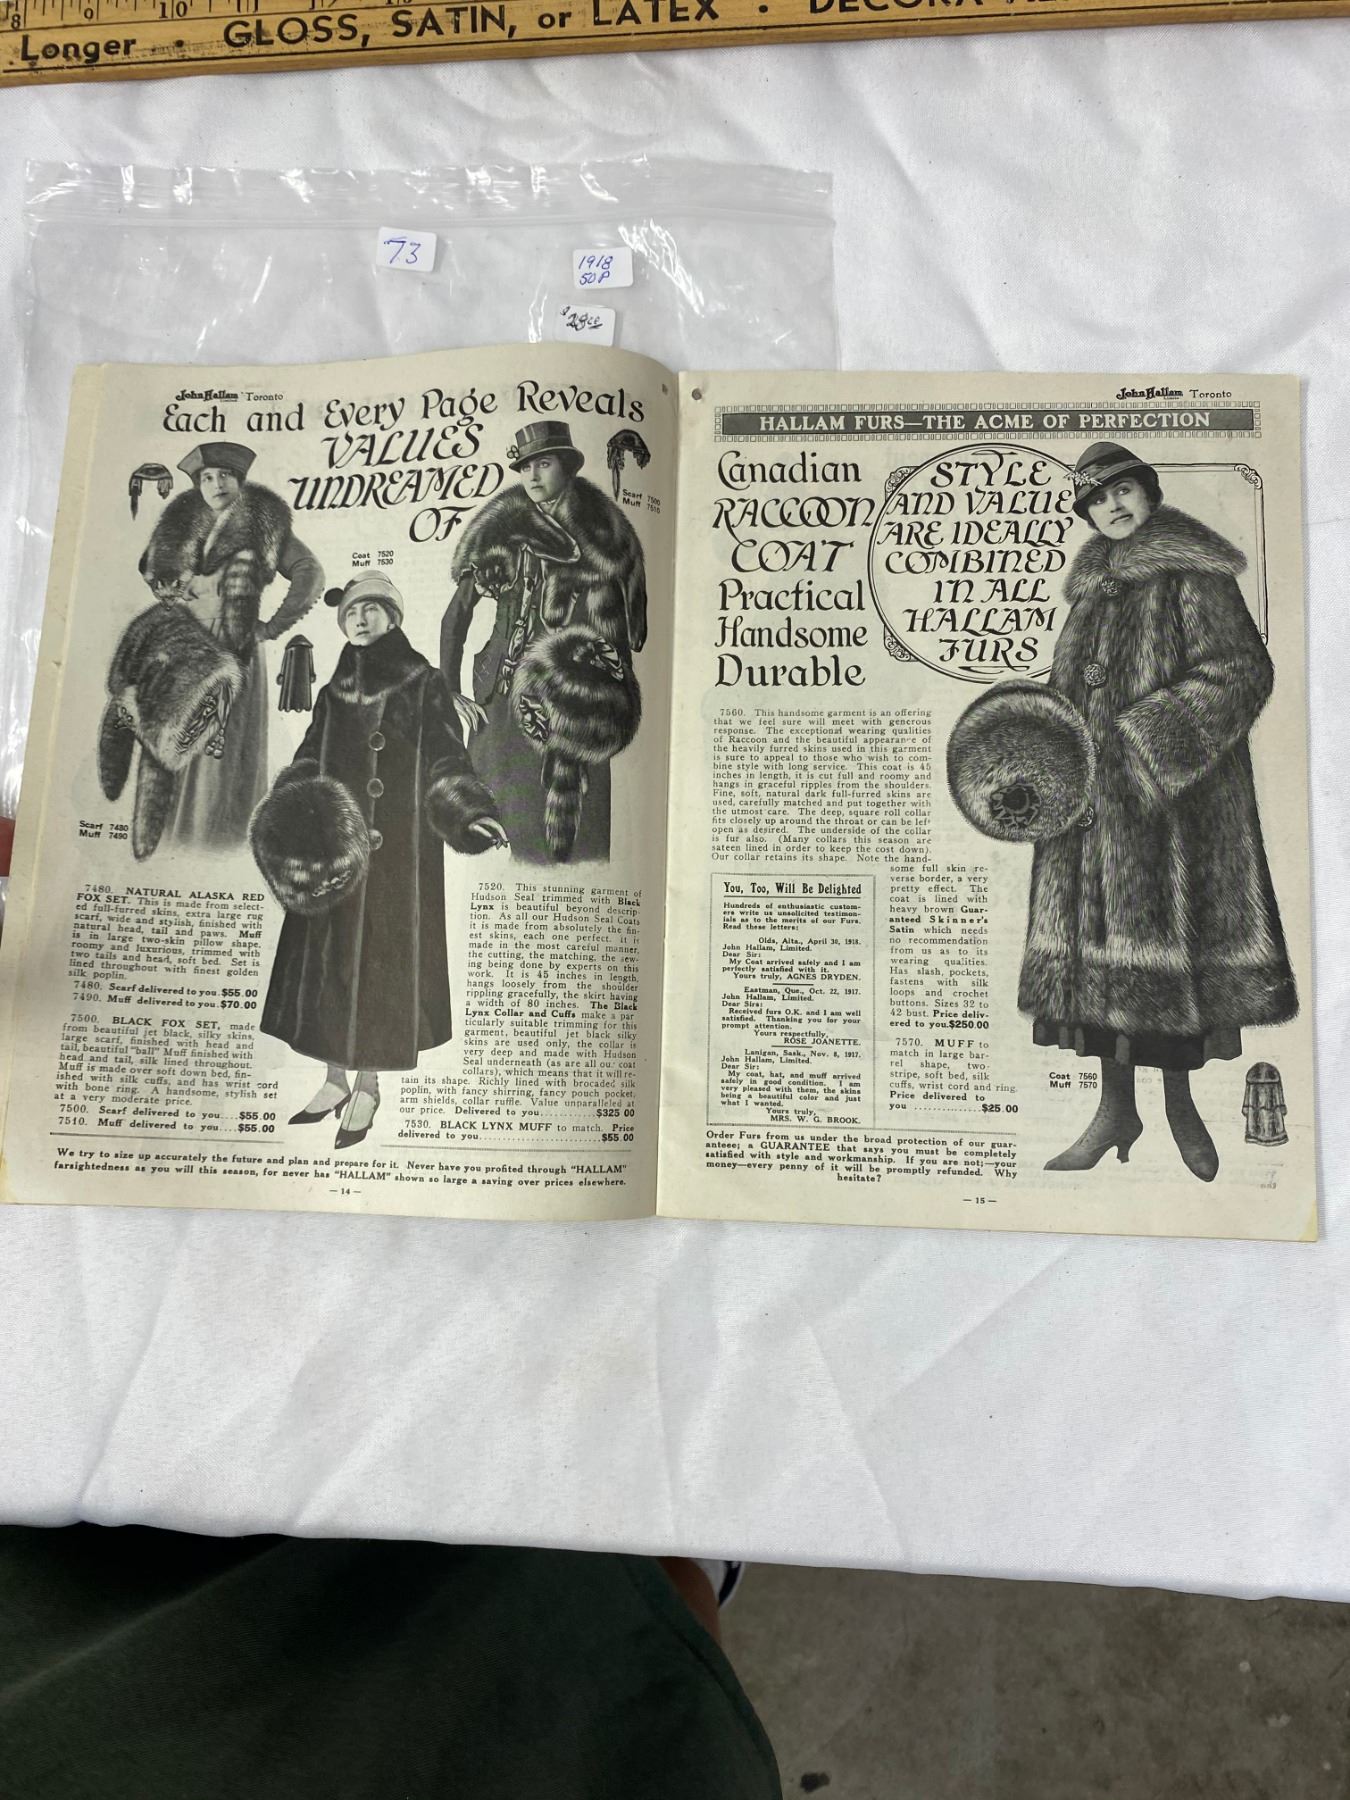 8 9 10
Longer • GLOSS, SATIN, or LATEX •
73
1918
50P
John Hallam Toronto
Each and Every Page Reveals
VALUES
UNDREAMED
OF
Scarf 7500
Muff 7510
Coat 7520
Muff 7530
Scarf 7480
Muff 7490
7480. NATURAL ALASKA RED
FOX SET. This is made from select-
ed full-furred skins, extra large rug
scarf, wide and stylish, finished with
natural head, tail and paws. Muff
is in large two-skin pillow shape,
roomy and luxurious, trimmed with
two tails and head, soft bed. Set is
lined throughout with finest golden
silk poplin.
7480. Scarf delivered to you.$55.00
7490. Muff delivered to you.$70.00
7500. BLACK FOX SET, made
from beautiful jet black, silky skins,
large scarf, finished with head and
tail, beautiful "ball" Muff finished with
head and tail, silk lined throughout.
Muff is made over soft down bed, fin-
ished with silk cuffs, and has wrist cord
with bone ring. A handsome, stylish set
at a very moderate price.
7500. Scarf delivered to you....$55.00
7510. Muff delivered to you....$55.00
7520. This stunning garment of
Hudson Seal trimmed with Black
Lynx is beautiful beyond descrip-
tion. As all our Hudson Seal Coats
it is made from absolutely the fin-
est skins, each one perfect. It is
made in the most careful manner,
the cutting, the matching, the sew-
ing being done by experts on this
work. It is 45 inches in length,
hangs loosely from the shoulder
rippling gracefully, the skirt having
a width of 80 inches. The Black
Lynx Collar and Cuffs make a par
ticularly suitable trimming for this
garment, beautiful jet black silky
skins are used only, the collar is
very deep and made with Hudson
Seal underneath (as are all our coat
collars), which means that it will re-
tain its shape. Richly lined with brocaded silk
poplin, with fancy shirring, fancy pouch pocket,
arm shields, collar ruffle. Value unparalleled at
our price. Delivered to you...........$325 00
7530. BLACK LYNX MUFF to match. Price
delivered to you........................$55 00
We try to size up accurately the future and plan and prepare for it. Never have you profited through "HALLAM"
farsightedness as you will this season, for never has "HALLAM" shown so large a saving over prices elsewhere.
— 14 —
John Hallam Toronto
HALLAM FURS—THE ACME OF PERFECTION
Canadian
RACCOON
COAT
Practical
Handsome
Durable
STYLE
AND VALUE
ARE IDEALLY
COMBINED
IN ALL
HALLAM
FURS
7560. This handsome garment is an offering
that we feel sure will meet with generous
response. The exceptional wearing qualities
of Raccoon and the beautiful appearance of
the heavily furred skins used in this garment
is sure to appeal to those who wish to com-
bine style with long service. This coat is 45
inches in length, it is cut full and roomy and
hangs in graceful ripples from the shoulders.
Fine, soft, natural dark full-furred skins are
used, carefully matched and put together with
the utmost care. The deep, square roll collar
fits closely up around the throat or can be left
open as desired. The underside of the collar
is fur also. (Many collars this season are
sateen lined in order to keep the cost down).
Our collar retains its shape. Note the hand-
some full skin re-
verse border, a very
pretty effect. The
coat is lined with
heavy brown Guar-
anteed Skinner's
Satin which needs
no recommendation
from us as to its
wearing qualities.
Has slash, pockets,
fastens with silk
loops and crochet
buttons. Sizes 32 to
42 bust. Price deliv-
ered to you.$250.00
7570. MUFF to
match in large bar-
rel shape, two-
stripe, soft bed, silk
cuffs, wrist cord and ring.
Price delivered to
you ..............$25.00
You, Too, Will Be Delighted
Hundreds of enthusiastic custom-
ers write us unsolicited testimon-
ials as to the merits of our Furs.
Read these letters:
Olds, Alta., April 30, 1918.
John Hallam, Limited.
Dear Sir:
My Coat arrived safely and I am
perfectly satisfied with it.
Yours truly, AGNES DRYDEN.
Eastman, Que., Oct. 22, 1917.
John Hallam, Limited.
Dear Sirs:
Received furs O.K. and I am well
satisfied. Thanking you for your
prompt attention.
Yours respectfully,
ROSE JOANETTE.
Lanigan, Sask., Nov. 8, 1917.
John Hallam, Limited.
Dear Sir:
My coat, hat, and muff arrived
safely in good condition. I am
very pleased with them, the skins
being a beautiful color and just
what I wanted.
Yours truly,
MRS. W. G. BROOK.
Coat 7560
Muff 7570
Order Furs from us under the broad protection of our guar-
antee; a GUARANTEE that says you must be completely
satisfied with style and workmanship. If you are not;—your
money—every penny of it will be promptly refunded. Why
hesitate?
— 15 —